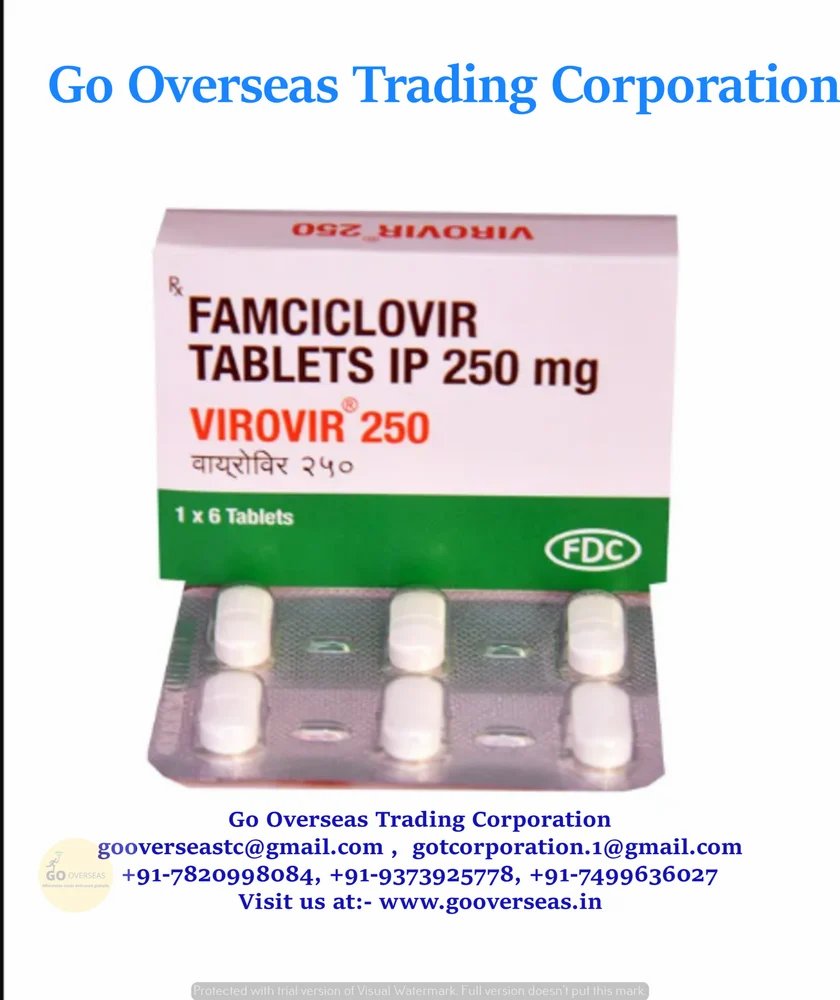 Go Overseas Trading Corporation
VIROVIR® 250
Rx
FAMCICLOVIR
TABLETS IP 250 mg
VIROVIR® 250
वायरोविर २५०
1 x 6 Tablets
FDC
Go Overseas Trading Corporation
gooverseastc@gmail.com , gotcorporation.1@gmail.com
+91-7820998084, +91-9373925778, +91-7499636027
Visit us at:- www.gooverseas.in
GO OVERSEAS
Protected with trial version of Visual Watermark. Full version doesn't put this mark.